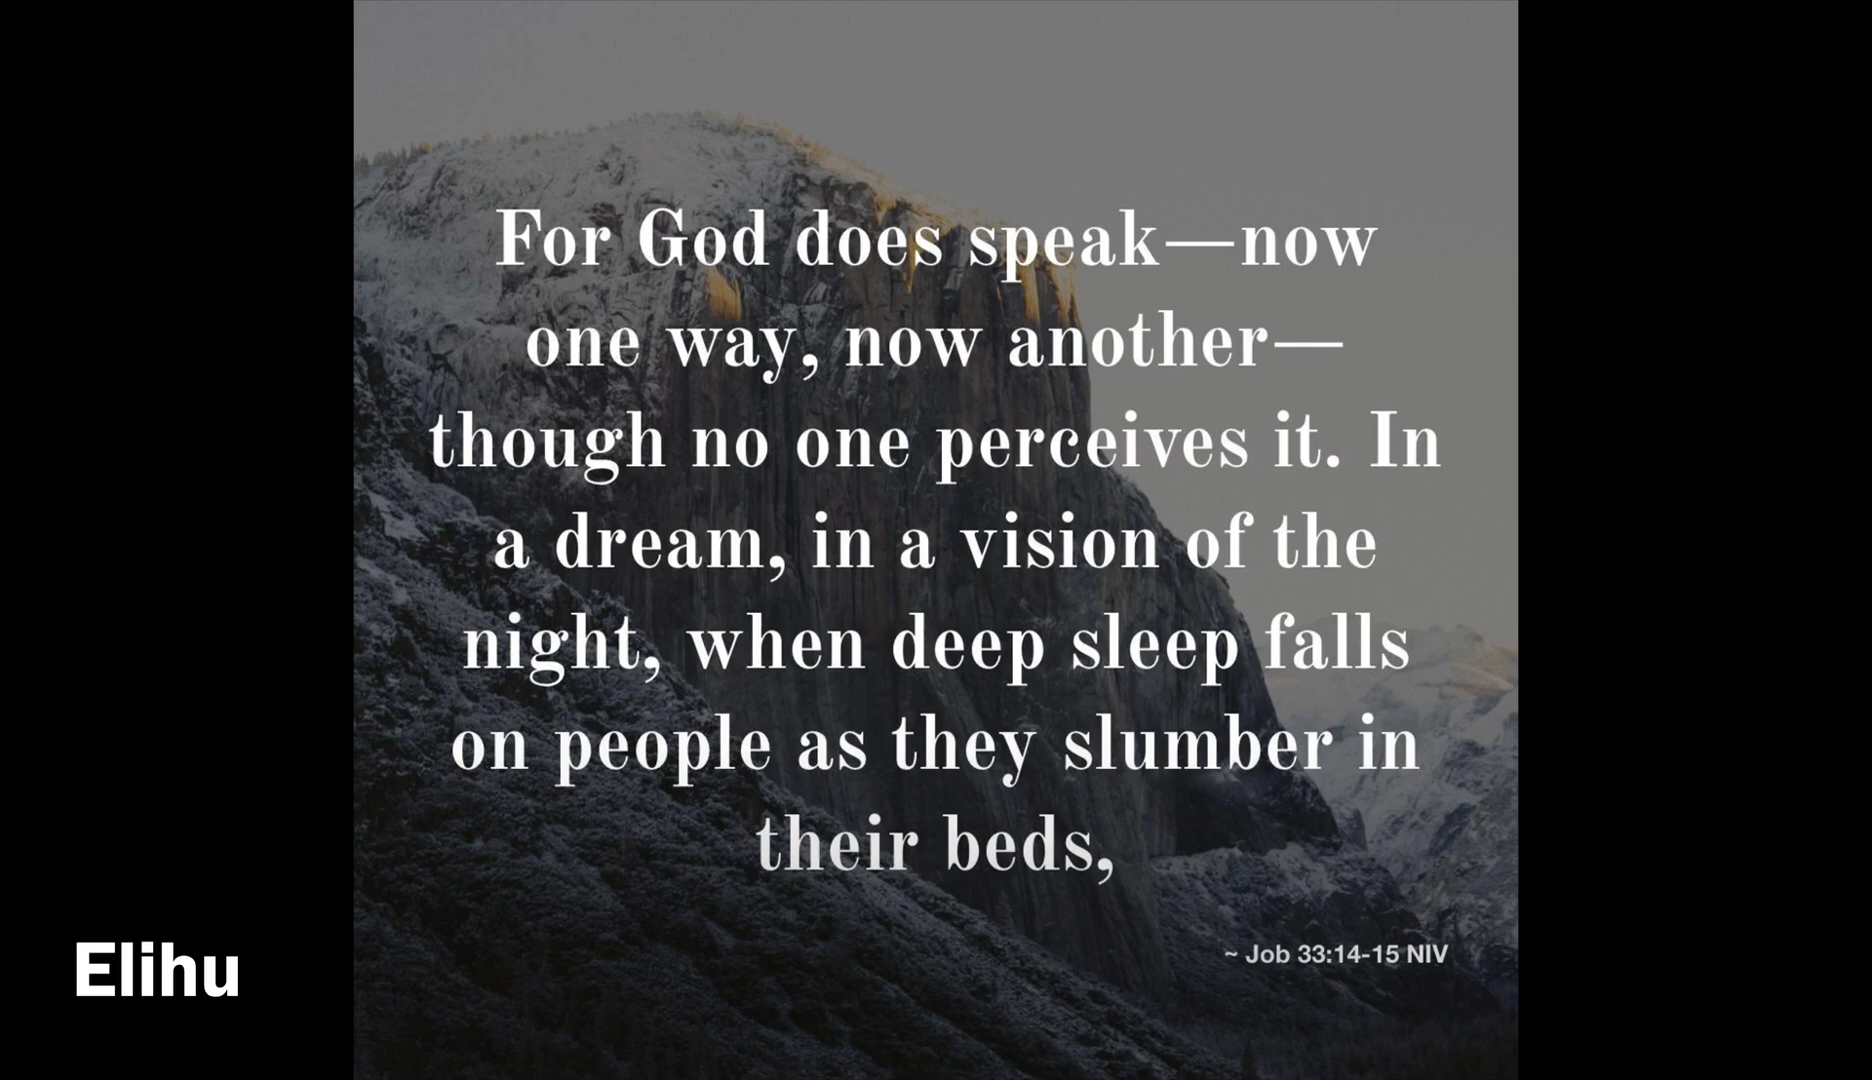 For God does speak—now
one way, now another—
though no one perceives it. In
a dream, in a vision of the
night, when deep sleep falls
on people as they slumber in
their beds,
~ Job 33:14-15 NIV
Elihu